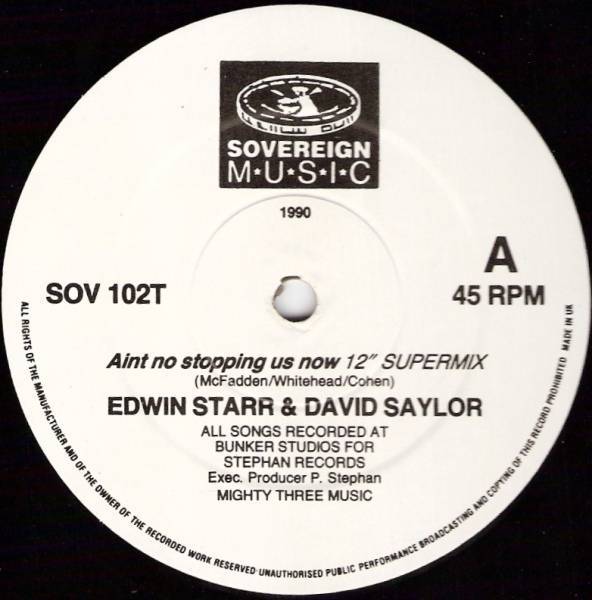 SOVEREIGN
M·U·S·I·C
1990
A
SOV 102T
45 RPM
Aint no stopping us now 12" SUPERMIX
(McFadden/Whitehead/Cohen)
EDWIN STARR & DAVID SAYLOR
ALL SONGS RECORDED AT
BUNKER STUDIOS FOR
STEPHAN RECORDS
Exec. Producer P. Stephan
MIGHTY THREE MUSIC
ALL RIGHTS OF THE MANUFACTURER AND OF THE OWNER OF THE RECORDED WORK RESERVED·UNAUTHORISED PUBLIC PERFORMANCE BROADCASTING AND COPYING OF THIS RECORD PROHIBITED MADE IN UK